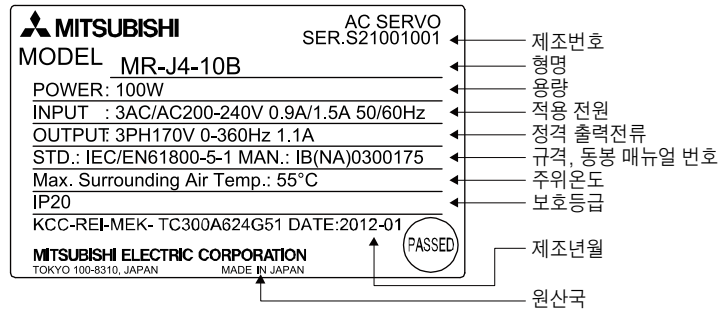 MITSUBISHI
AC SERVO
SER.S21001001
제조번호
MODEL MR-J4-10B
형명
POWER: 100W
용량
INPUT : 3AC/AC200-240V 0.9A/1.5A 50/60Hz
적용 전원
OUTPUT: 3PH170V 0-360Hz 1.1A
정격 출력전류
STD.: IEC/EN61800-5-1 MAN.: IB(NA)0300175
규격, 동봉 매뉴얼 번호
Max. Surrounding Air Temp.: 55°C
주위온도
IP20
보호등급
KCC-REI-MEK- TC300A624G51 DATE:2012-01
PASSED
제조년월
MITSUBISHI ELECTRIC CORPORATION
TOKYO 100-8310, JAPAN MADE IN JAPAN
원산국